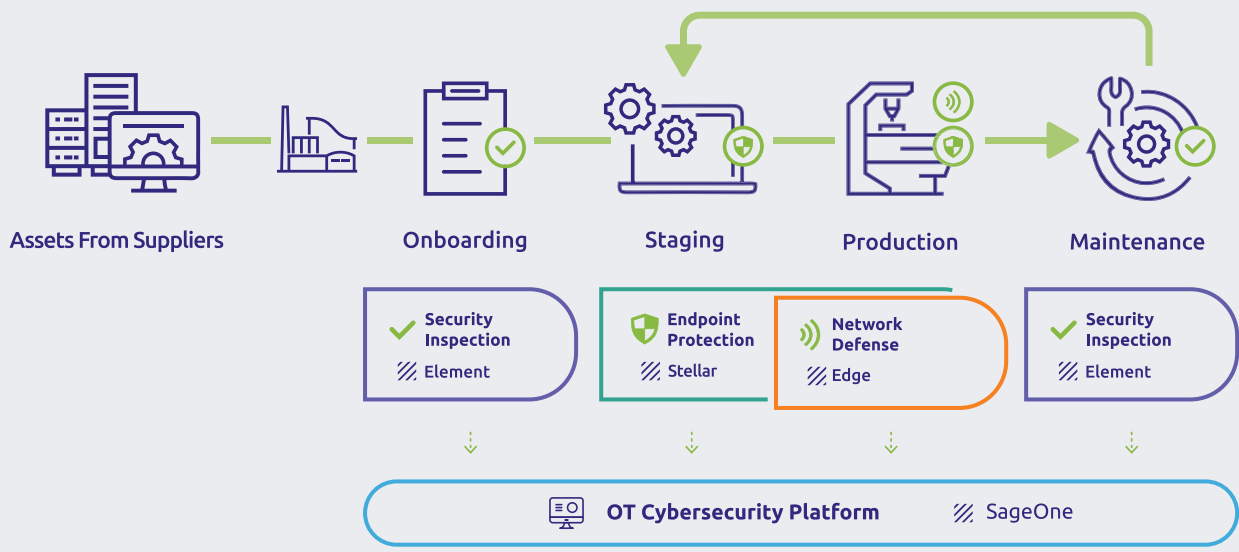 Assets From Suppliers
Onboarding
Staging
Production
Maintenance
Security
Inspection
Element
Endpoint
Protection
Stellar
Network
Defense
Edge
Security
Inspection
Element
OT Cybersecurity Platform
SageOne